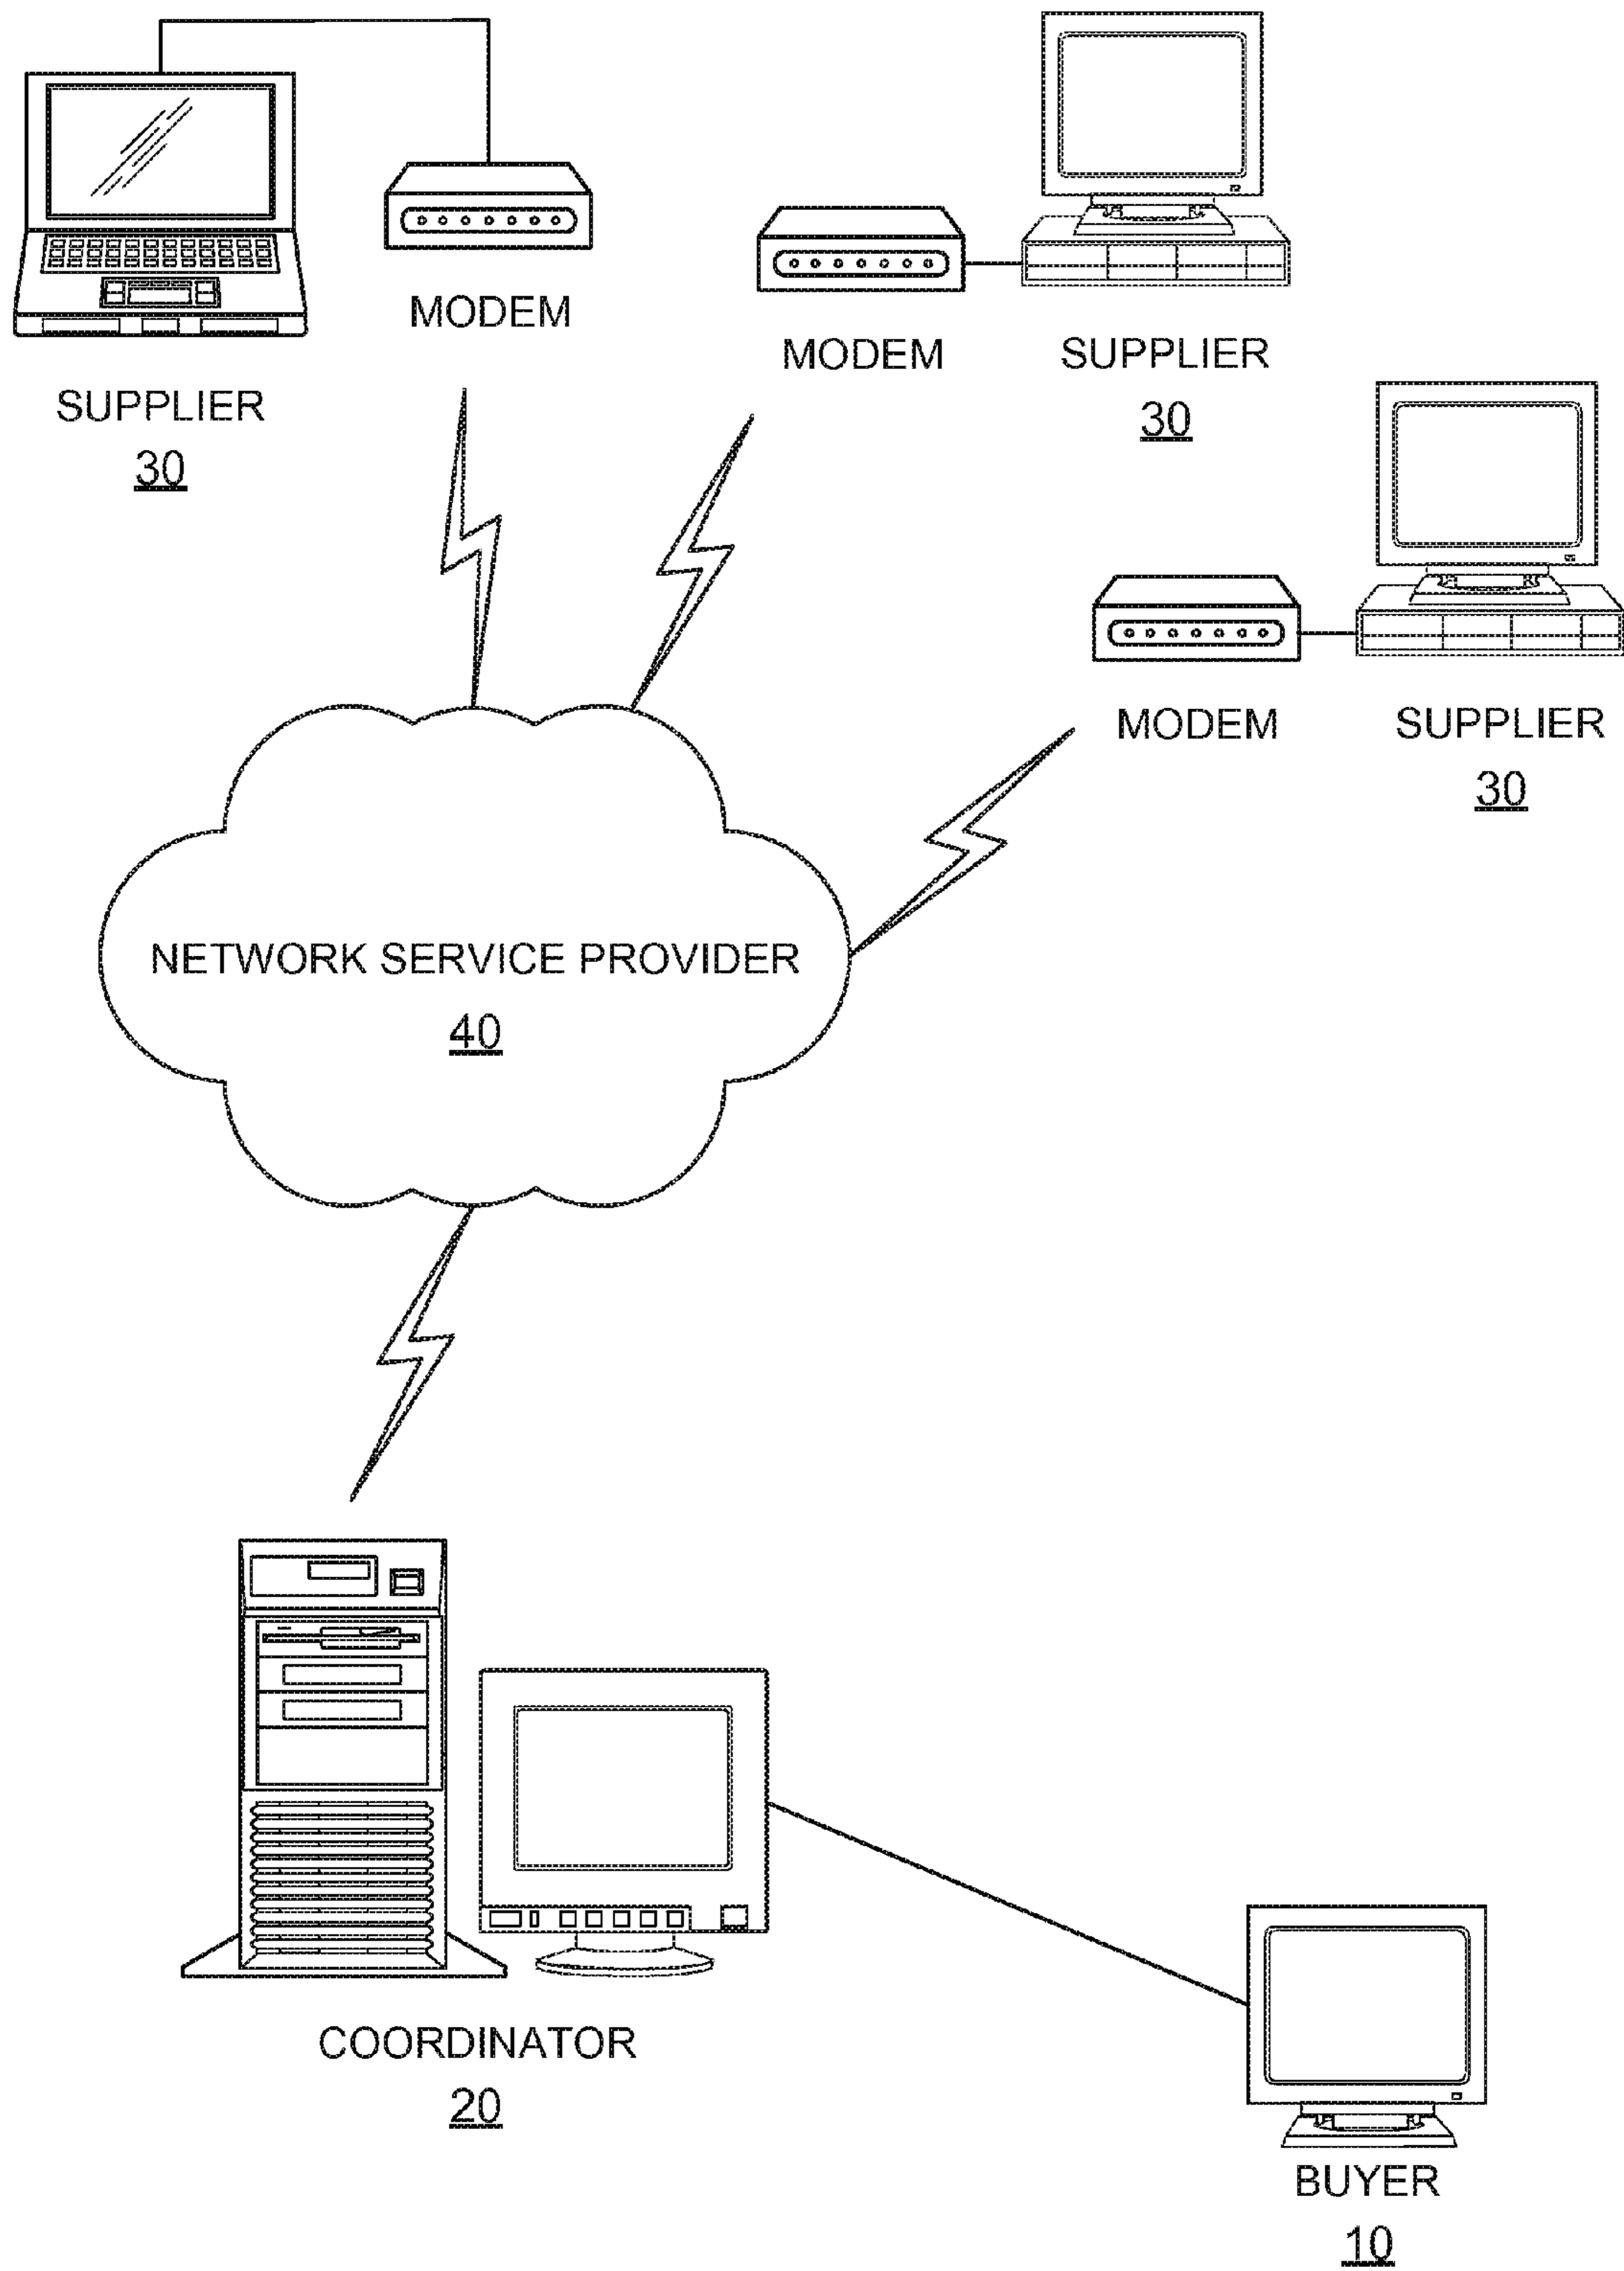 MODEM
MODEM
SUPPLIER
30
SUPPLIER
30
MODEM
SUPPLIER
30
NETWORK SERVICE PROVIDER
40
COORDINATOR
20
BUYER
10